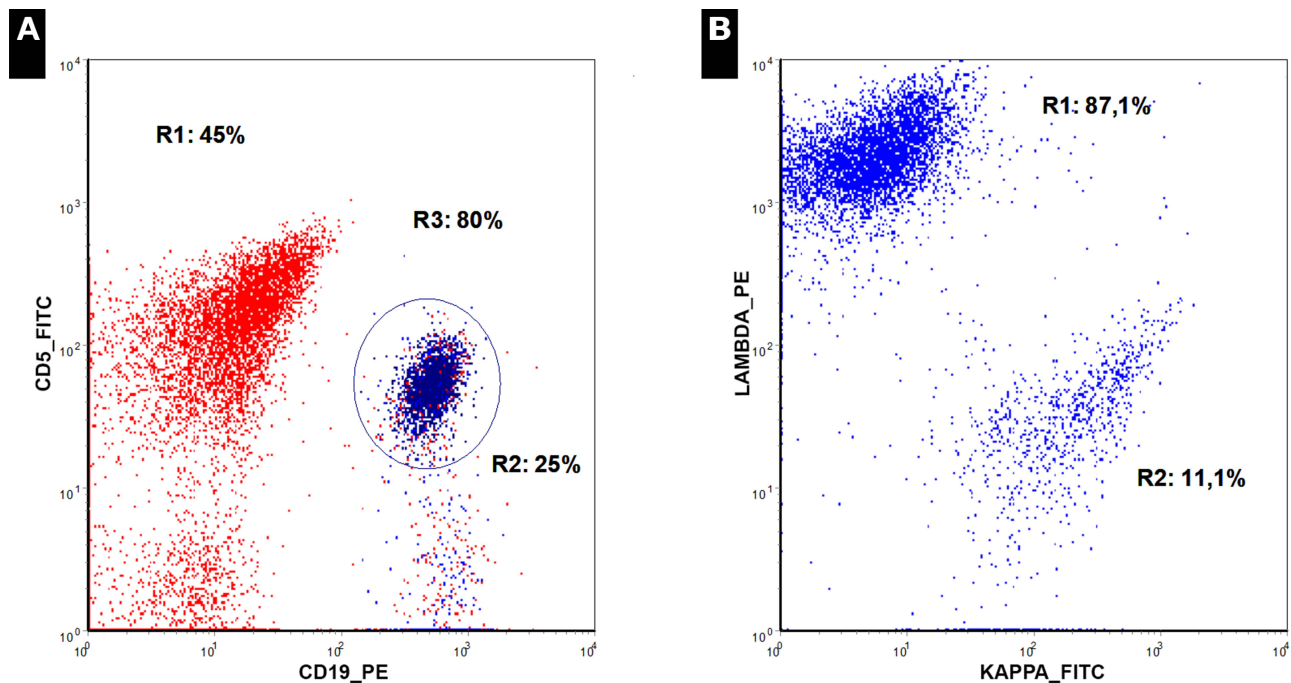 A
10^4
R1: 45%
10^3
R3: 80%
CD5_FITC
10^2
R2: 25%
10^1
10^0
10^0 10^1 10^2 10^3 10^4
CD19_PE
B
10^4
R1: 87,1%
10^3
LAMBDA_PE
10^2
R2: 11,1%
10^1
10^0
10^0 10^1 10^2 10^3 10^4
KAPPA_FITC